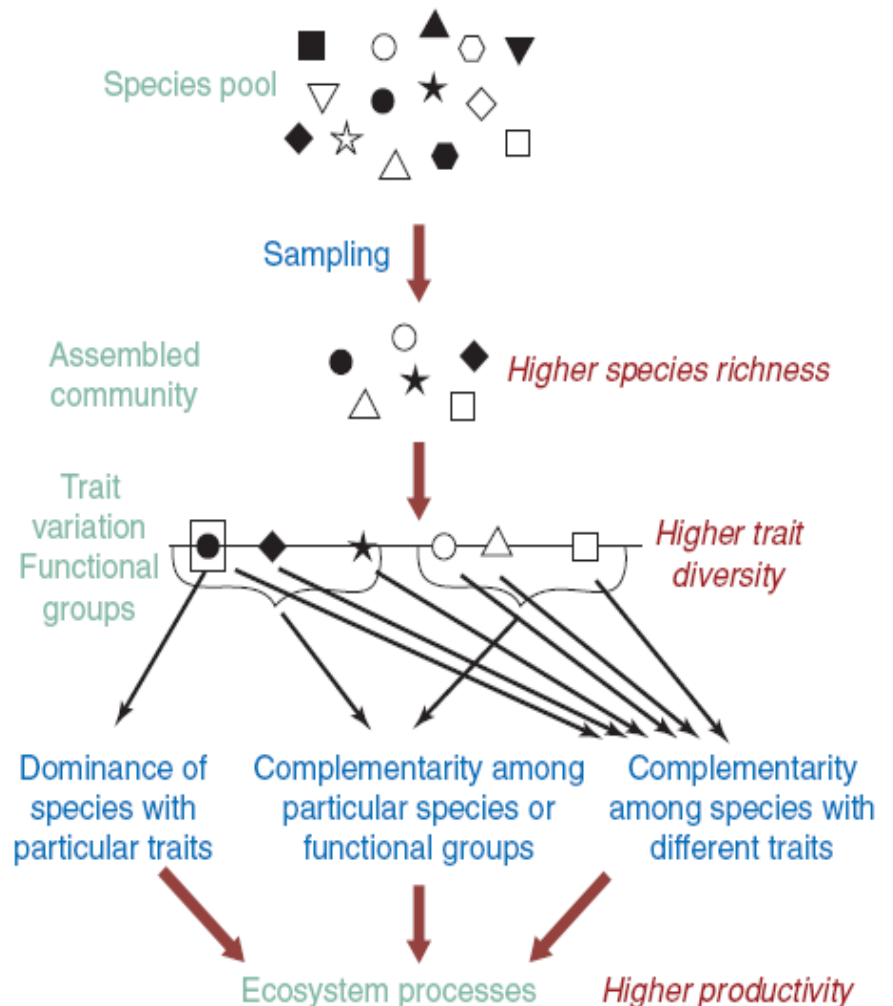 Species pool
Sampling
Assembled
community
Higher species richness
Trait
variation
Functional
groups
Higher trait
diversity
Dominance of
species with
particular traits
Complementarity among
particular species or
functional groups
Complementarity
among species with
different traits
Ecosystem processes
Higher productivity